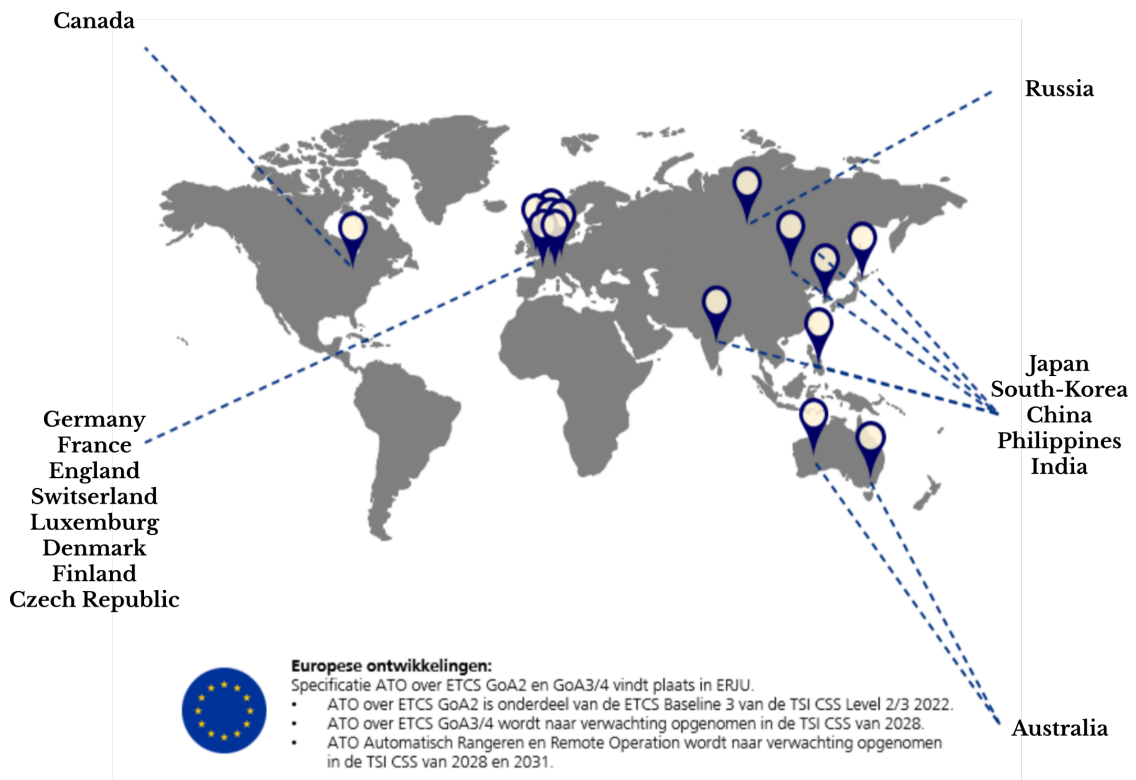 Canada
Russia
Japan
South-Korea
China
Philippines
India
Germany
France
England
Switserland
Luxemburg
Denmark
Finland
Czech Republic
Australia
Europese ontwikkelingen:
Specificatie ATO over ETCS GoA2 en GoA3/4 vindt plaats in ERJU.
• ATO over ETCS GoA2 is onderdeel van de ETCS Baseline 3 van de TSI CSS Level 2/3 2022.
• ATO over ETCS GoA3/4 wordt naar verwachting opgenomen in de TSI CSS van 2028.
• ATO Automatisch Rangeren en Remote Operation wordt naar verwachting opgenomen
in de TSI CSS van 2028 en 2031.